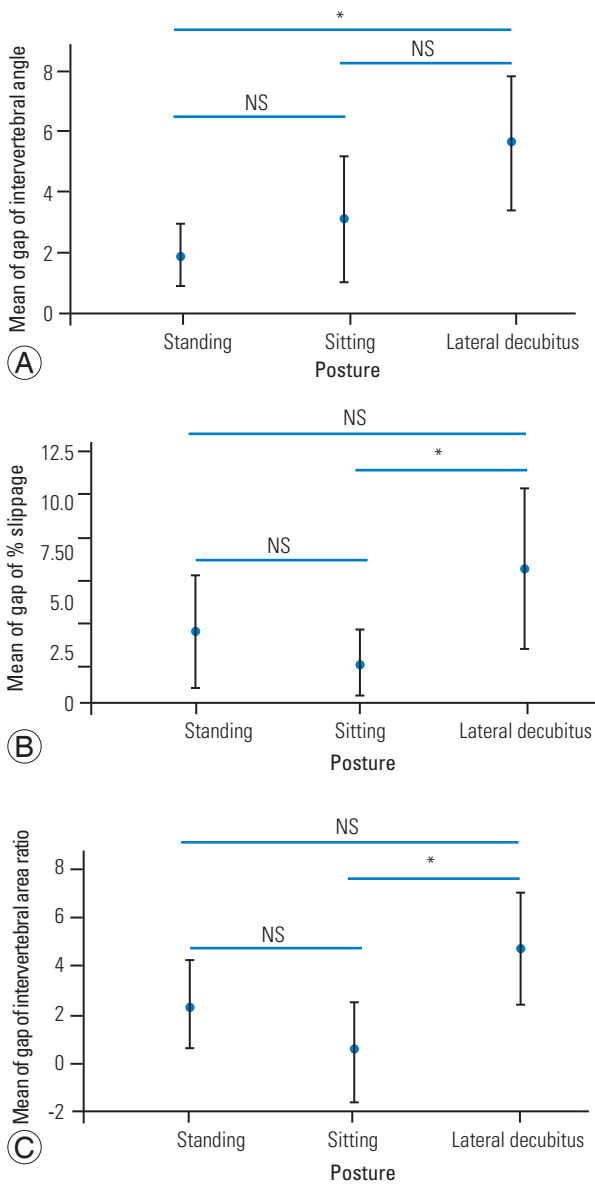 *
NS
NS
8
6
4
2
0
Mean of gap of intervertebral angle
Standing
Sitting
Lateral decubitus
Posture
A
NS
*
NS
12.5
10.0
7.50
5.0
2.5
0
Mean of gap of % slippage
Standing
Sitting
Lateral decubitus
Posture
B
NS
*
NS
8
6
4
2
0
-2
Mean of gap of intervertebral area ratio
Standing
Sitting
Lateral decubitus
Posture
C